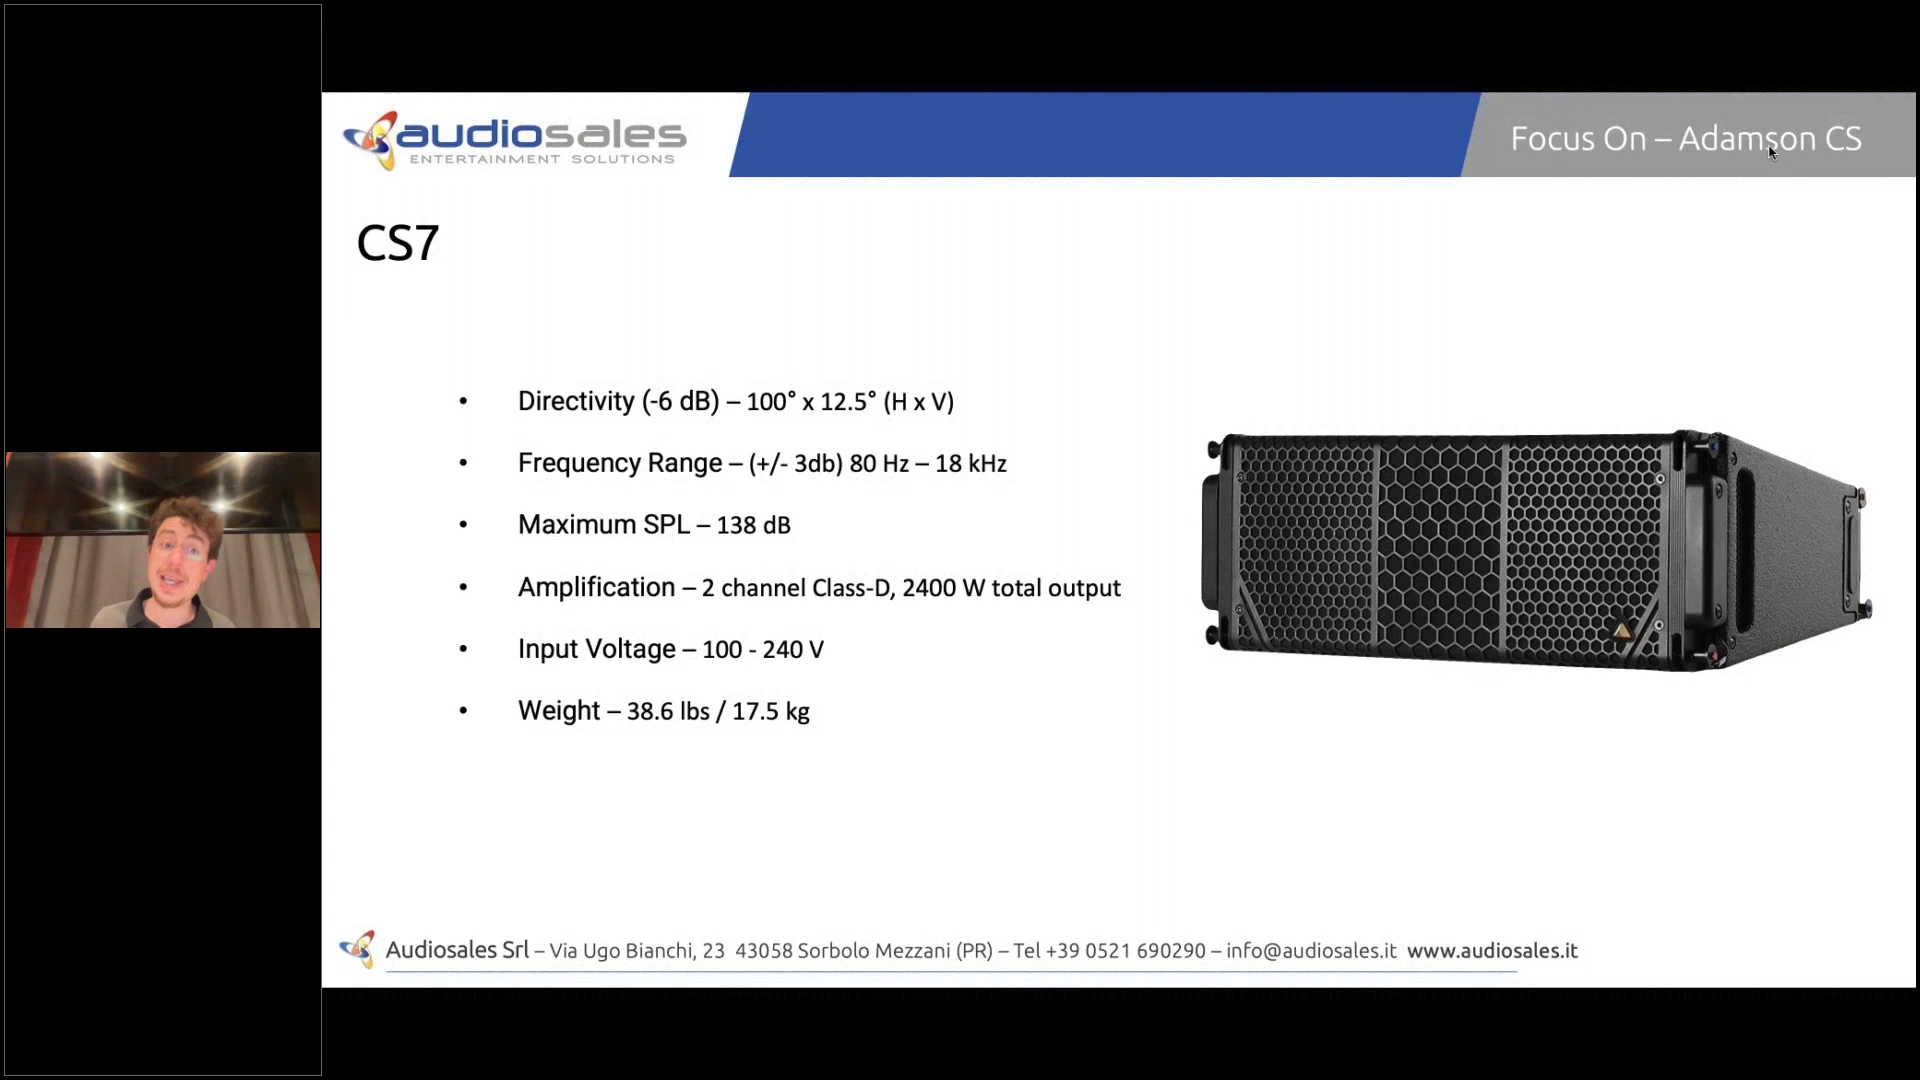 audiosales
ENTERTAINMENT SOLUTIONS
Focus On – Adamson CS
CS7
• Directivity (-6 dB) – 100° x 12.5° (H x V)
• Frequency Range – (+/- 3db) 80 Hz – 18 kHz
• Maximum SPL – 138 dB
• Amplification – 2 channel Class-D, 2400 W total output
• Input Voltage – 100 - 240 V
• Weight – 38.6 lbs / 17.5 kg
Audiosales Srl – Via Ugo Bianchi, 23 43058 Sorbolo Mezzani (PR) – Tel +39 0521 690290 – info@audiosales.it www.audiosales.it